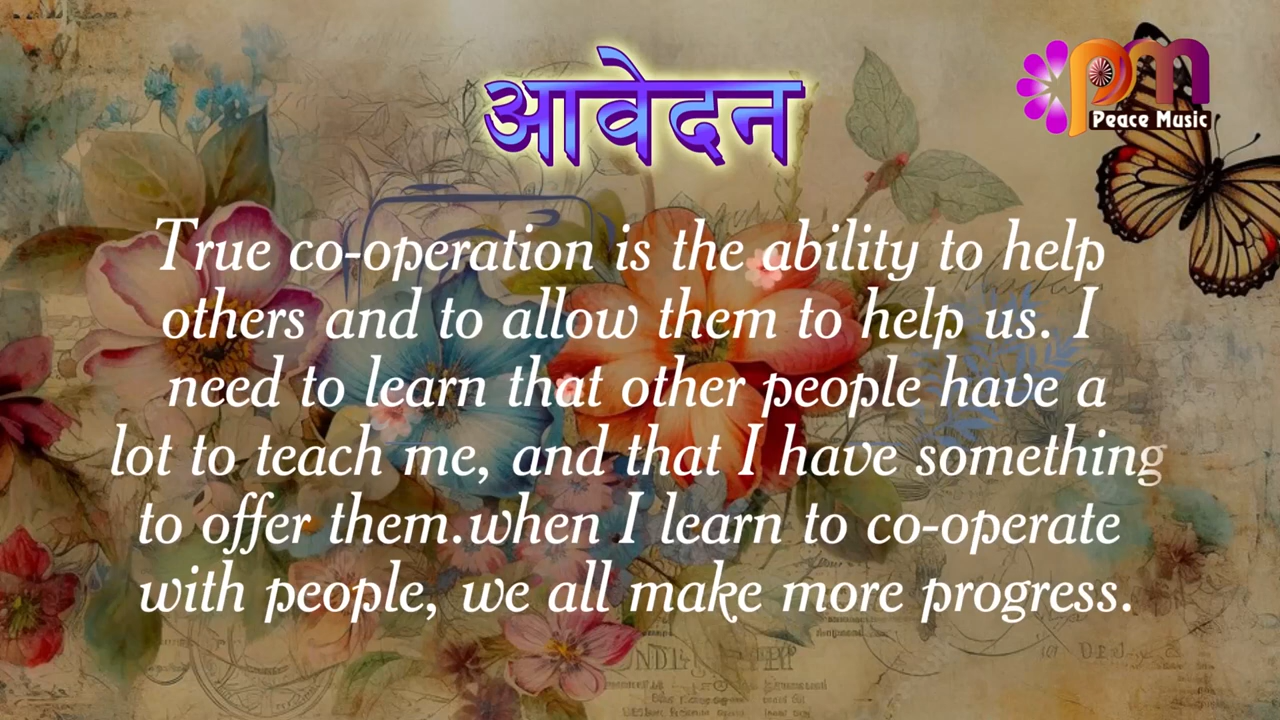 आवेदन
pm
Peace Music
True co-operation is the ability to help
others and to allow them to help us. I
need to learn that other people have a
lot to teach me, and that I have something
to offer them.when I learn to co-operate
with people, we all make more progress.